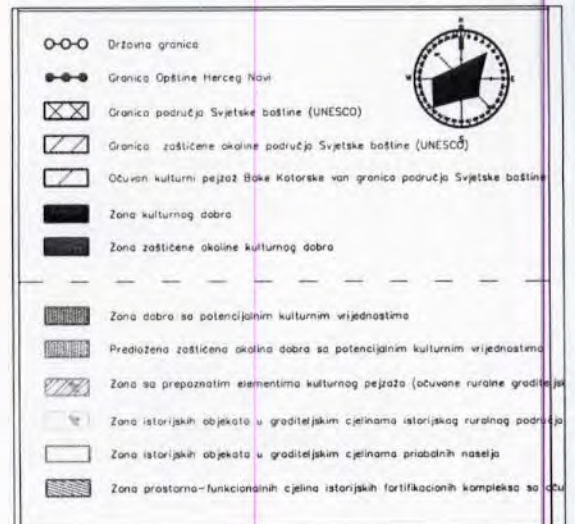 N
W E
S
Državna granica
Granica Opštine Herceg Novi
Granica područja Svjetske baštine (UNESCO)
Granica zaštićene okoline područja Svjetske baštine (UNESCO)
Očuvan kulturni pejzaž Boke Kotorske van granica područja Svjetske baštine
Zona kulturnog dobra
Zona zaštićene okoline kulturnog dobra
Zona dobra sa potencijalnim kulturnim vrijednostima
Predložena zaštićena okolina dobra sa potencijalnim kulturnim vrijednostima
Zona sa prepoznatim elementima kulturnog pejzaža (očuvane ruralne graditeljsk
Zona istorijskih objekata u graditeljskim cjelinama istorijskog ruralnog područja
Zona istorijskih objekata u graditeljskim cjelinama priobalnih naselja
Zona prostorno-funkcionalnih cjelina istorijskih fortifikacionih kompleksa sa oču